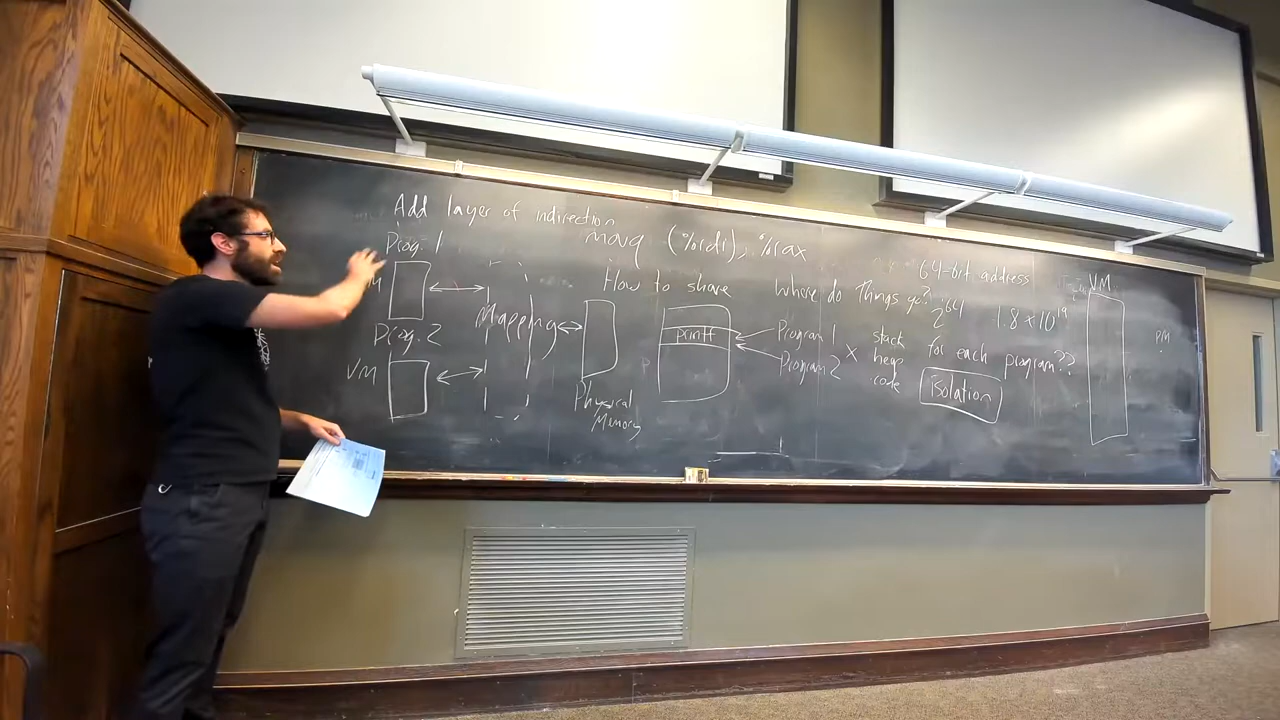 Add layer of indirection
Prog. 1
VM
Prog. 2
Mapping
Physical
Memory
movq (%rdi), %rax
How to share
printf
Where do things go?
Program 1
Program 2
X
stack
heap
code
64-bit address
2^64 1.8 x 10^19
for each program??
isolation
VM
PM